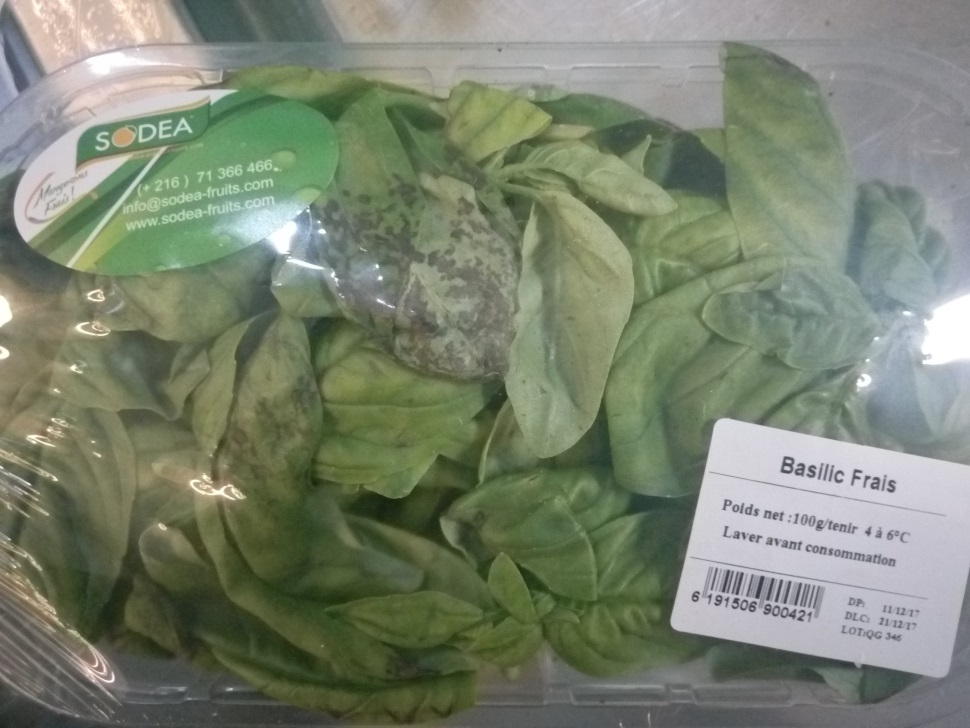 SODEA
Mangeons
Frais!
(+ 216 ) 71 366 466
info@sodea-fruits.com
www.sodea-fruits.com
Basilic Frais
Poids net :100g/tenir 4 à 6°C
Laver avant consommation
6 191506 900421
DP: 11/12/17
DLC: 21/12/17
LOT:QG 346